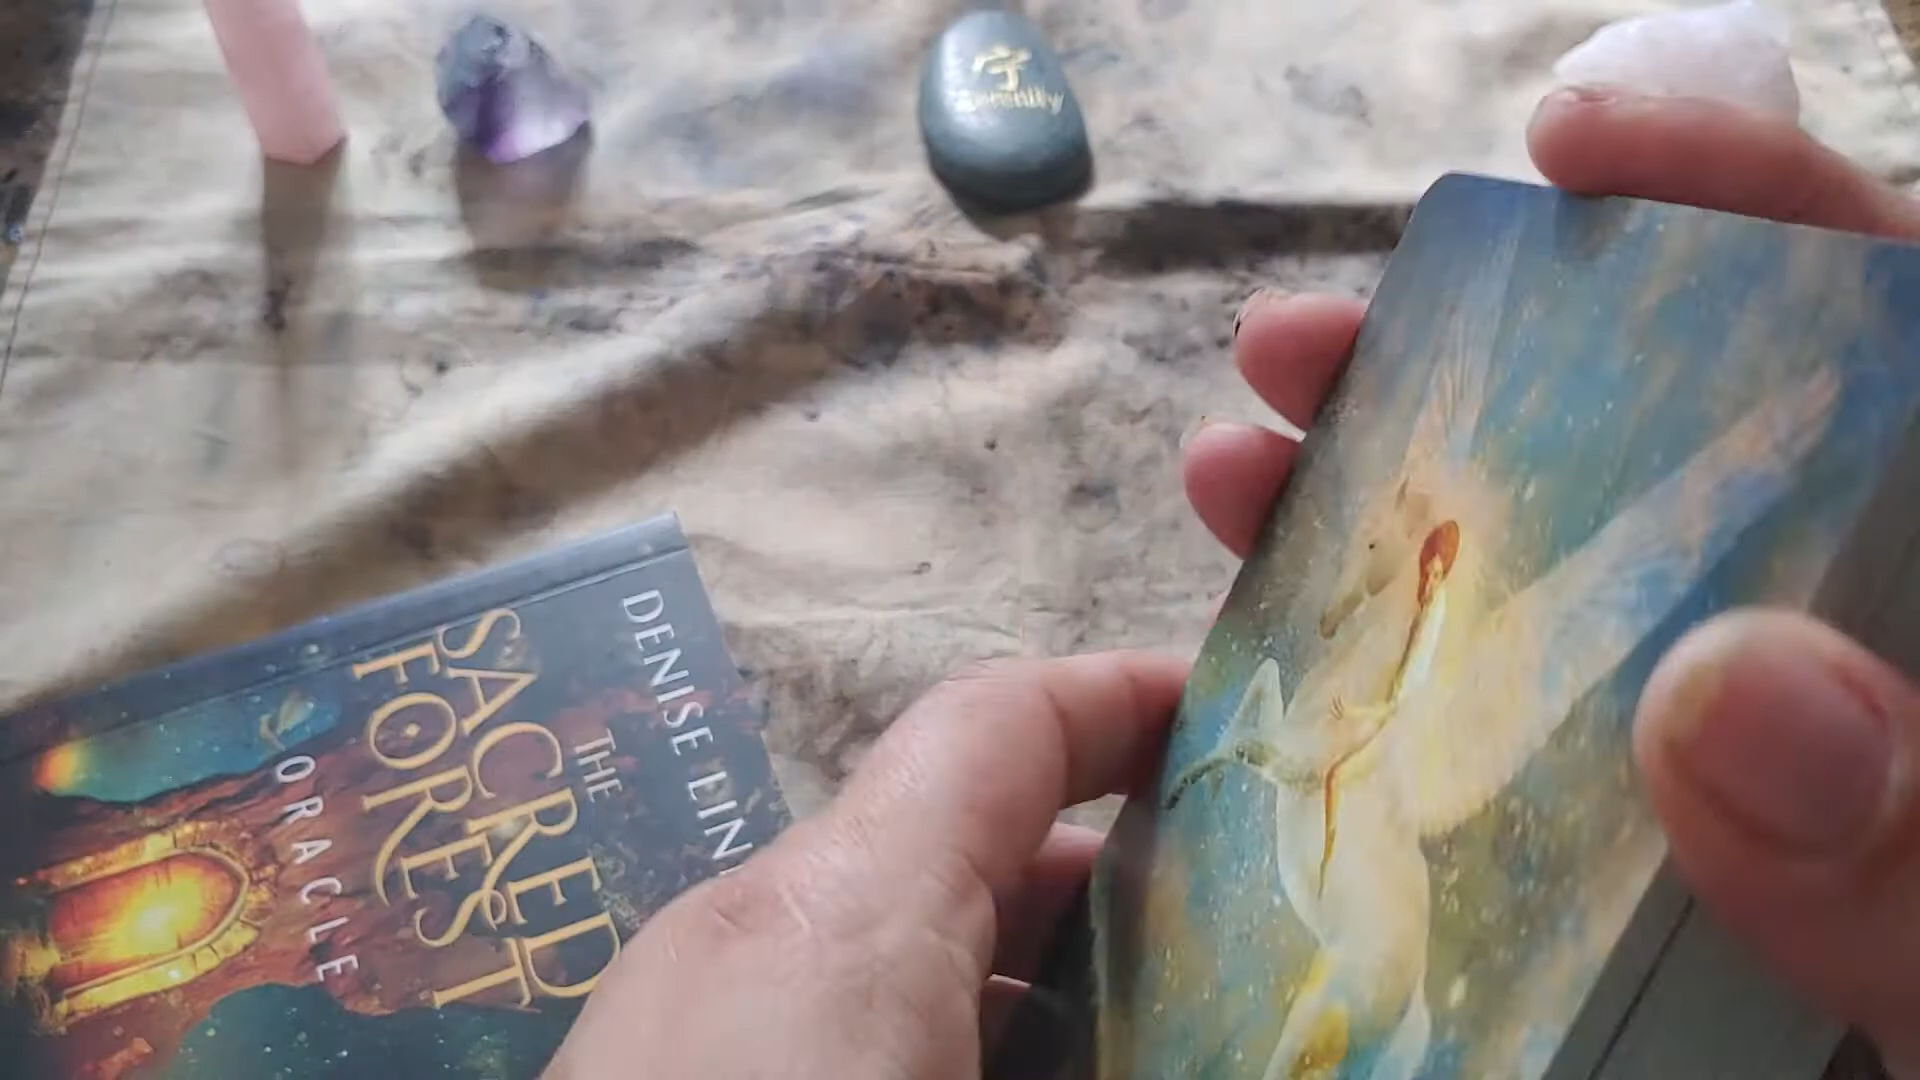 Serenity
DENISE LINN
THE
SACRED
FOREST
ORACLE